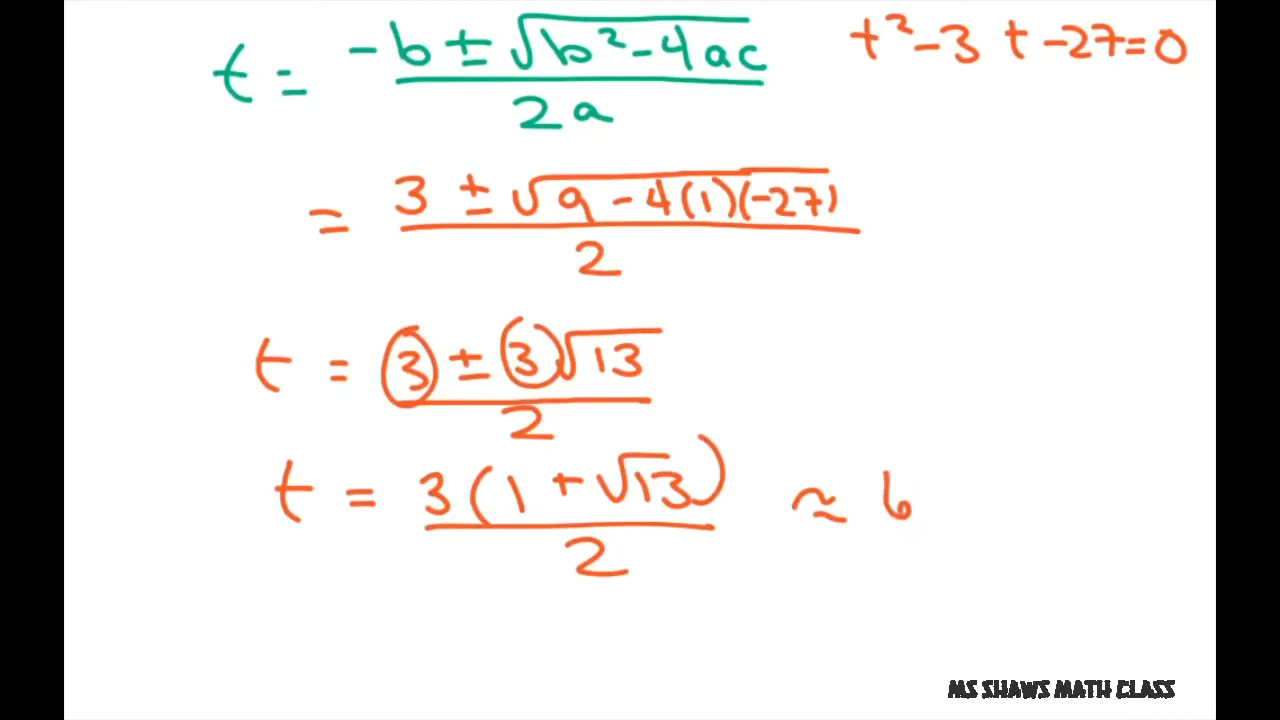 t = -b ± √b² - 4ac / 2a
t² - 3t - 27 = 0
= 3 ± √9 - 4(1)(-27) / 2
t = 3 ± 3√13 / 2
t = 3(1 + √13) / 2 ≈ 6
MS SHAWS MATH CLASS